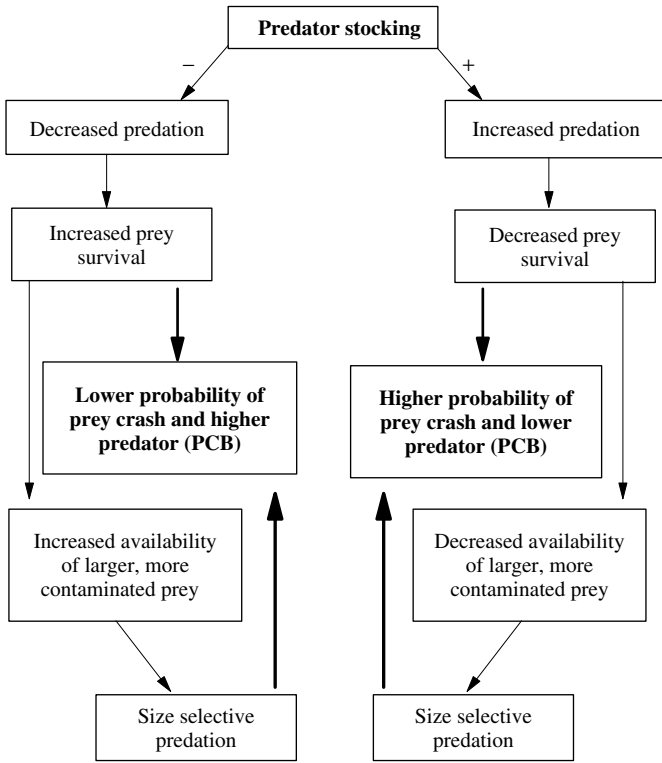 Predator stocking
−
+
Decreased predation
Increased predation
Increased prey
survival
Decreased prey
survival
Lower probability of
prey crash and higher
predator (PCB)
Higher probability of
prey crash and lower
predator (PCB)
Increased availability
of larger, more
contaminated prey
Decreased availability
of larger, more
contaminated prey
Size selective
predation
Size selective
predation